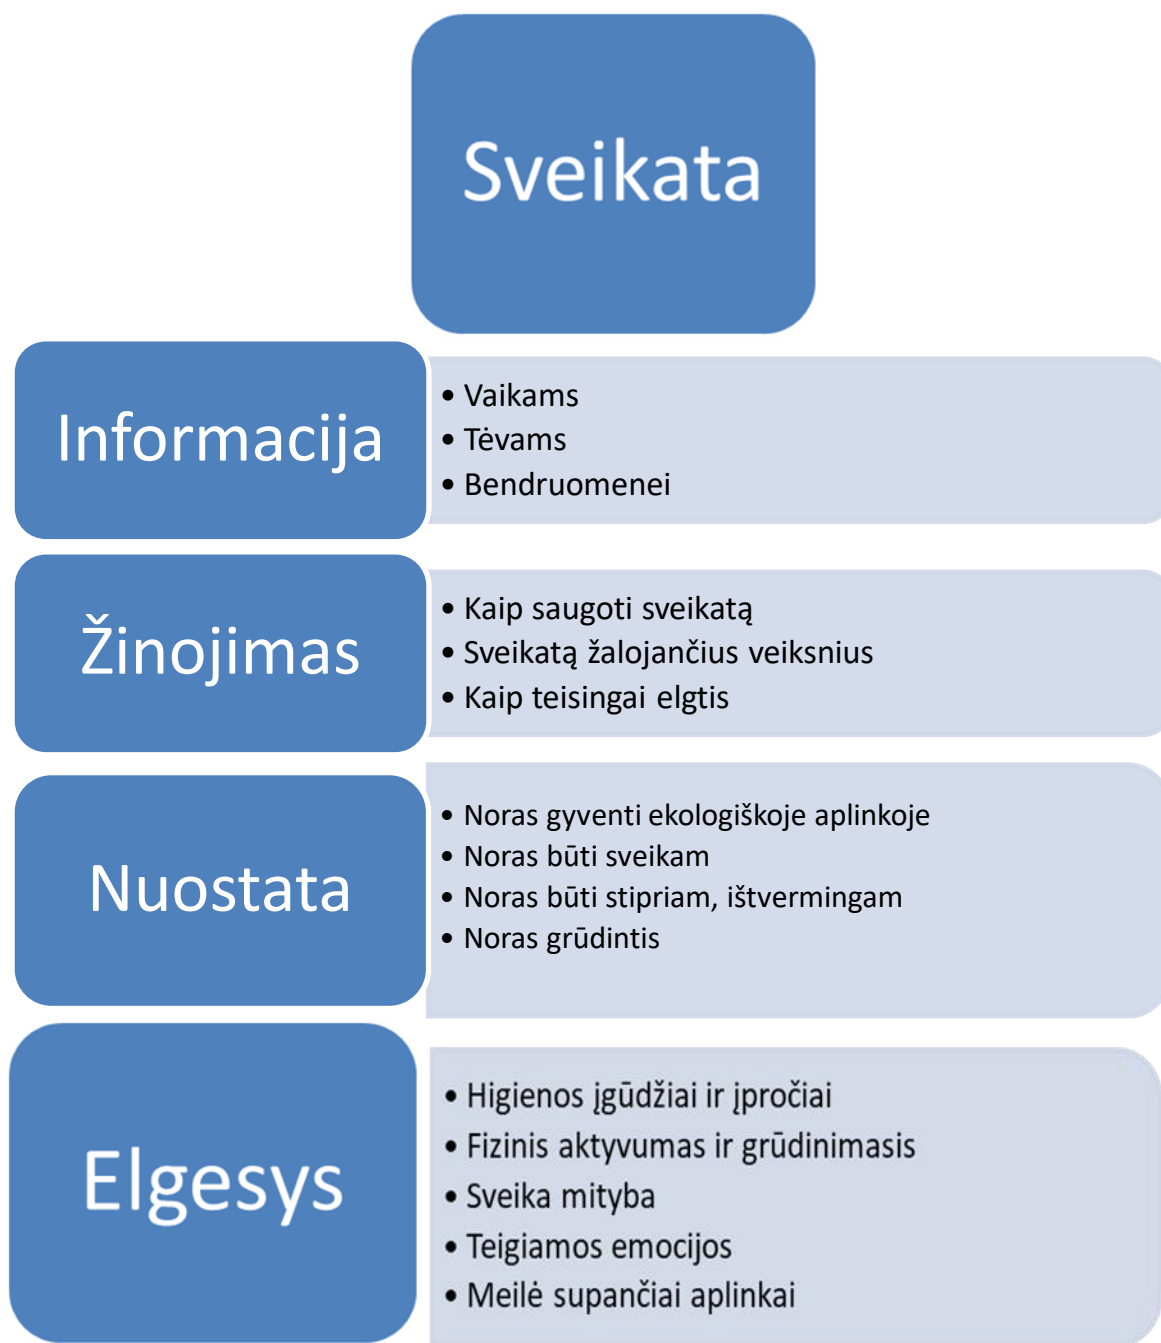 Sveikata
Informacija
• Vaikams
• Tėvams
• Bendruomenei
Žinojimas
• Kaip saugoti sveikatą
• Sveikatą žalojančius veiksnius
• Kaip teisingai elgtis
Nuostata
• Noras gyventi ekologiškoje aplinkoje
• Noras būti sveikam
• Noras būti stipriam, ištvermingam
• Noras grūdintis
Elgesys
• Higienos įgūdžiai ir įpročiai
• Fizinis aktyvumas ir grūdinimasis
• Sveika mityba
• Teigiamos emocijos
• Meilė supančiai aplinkai